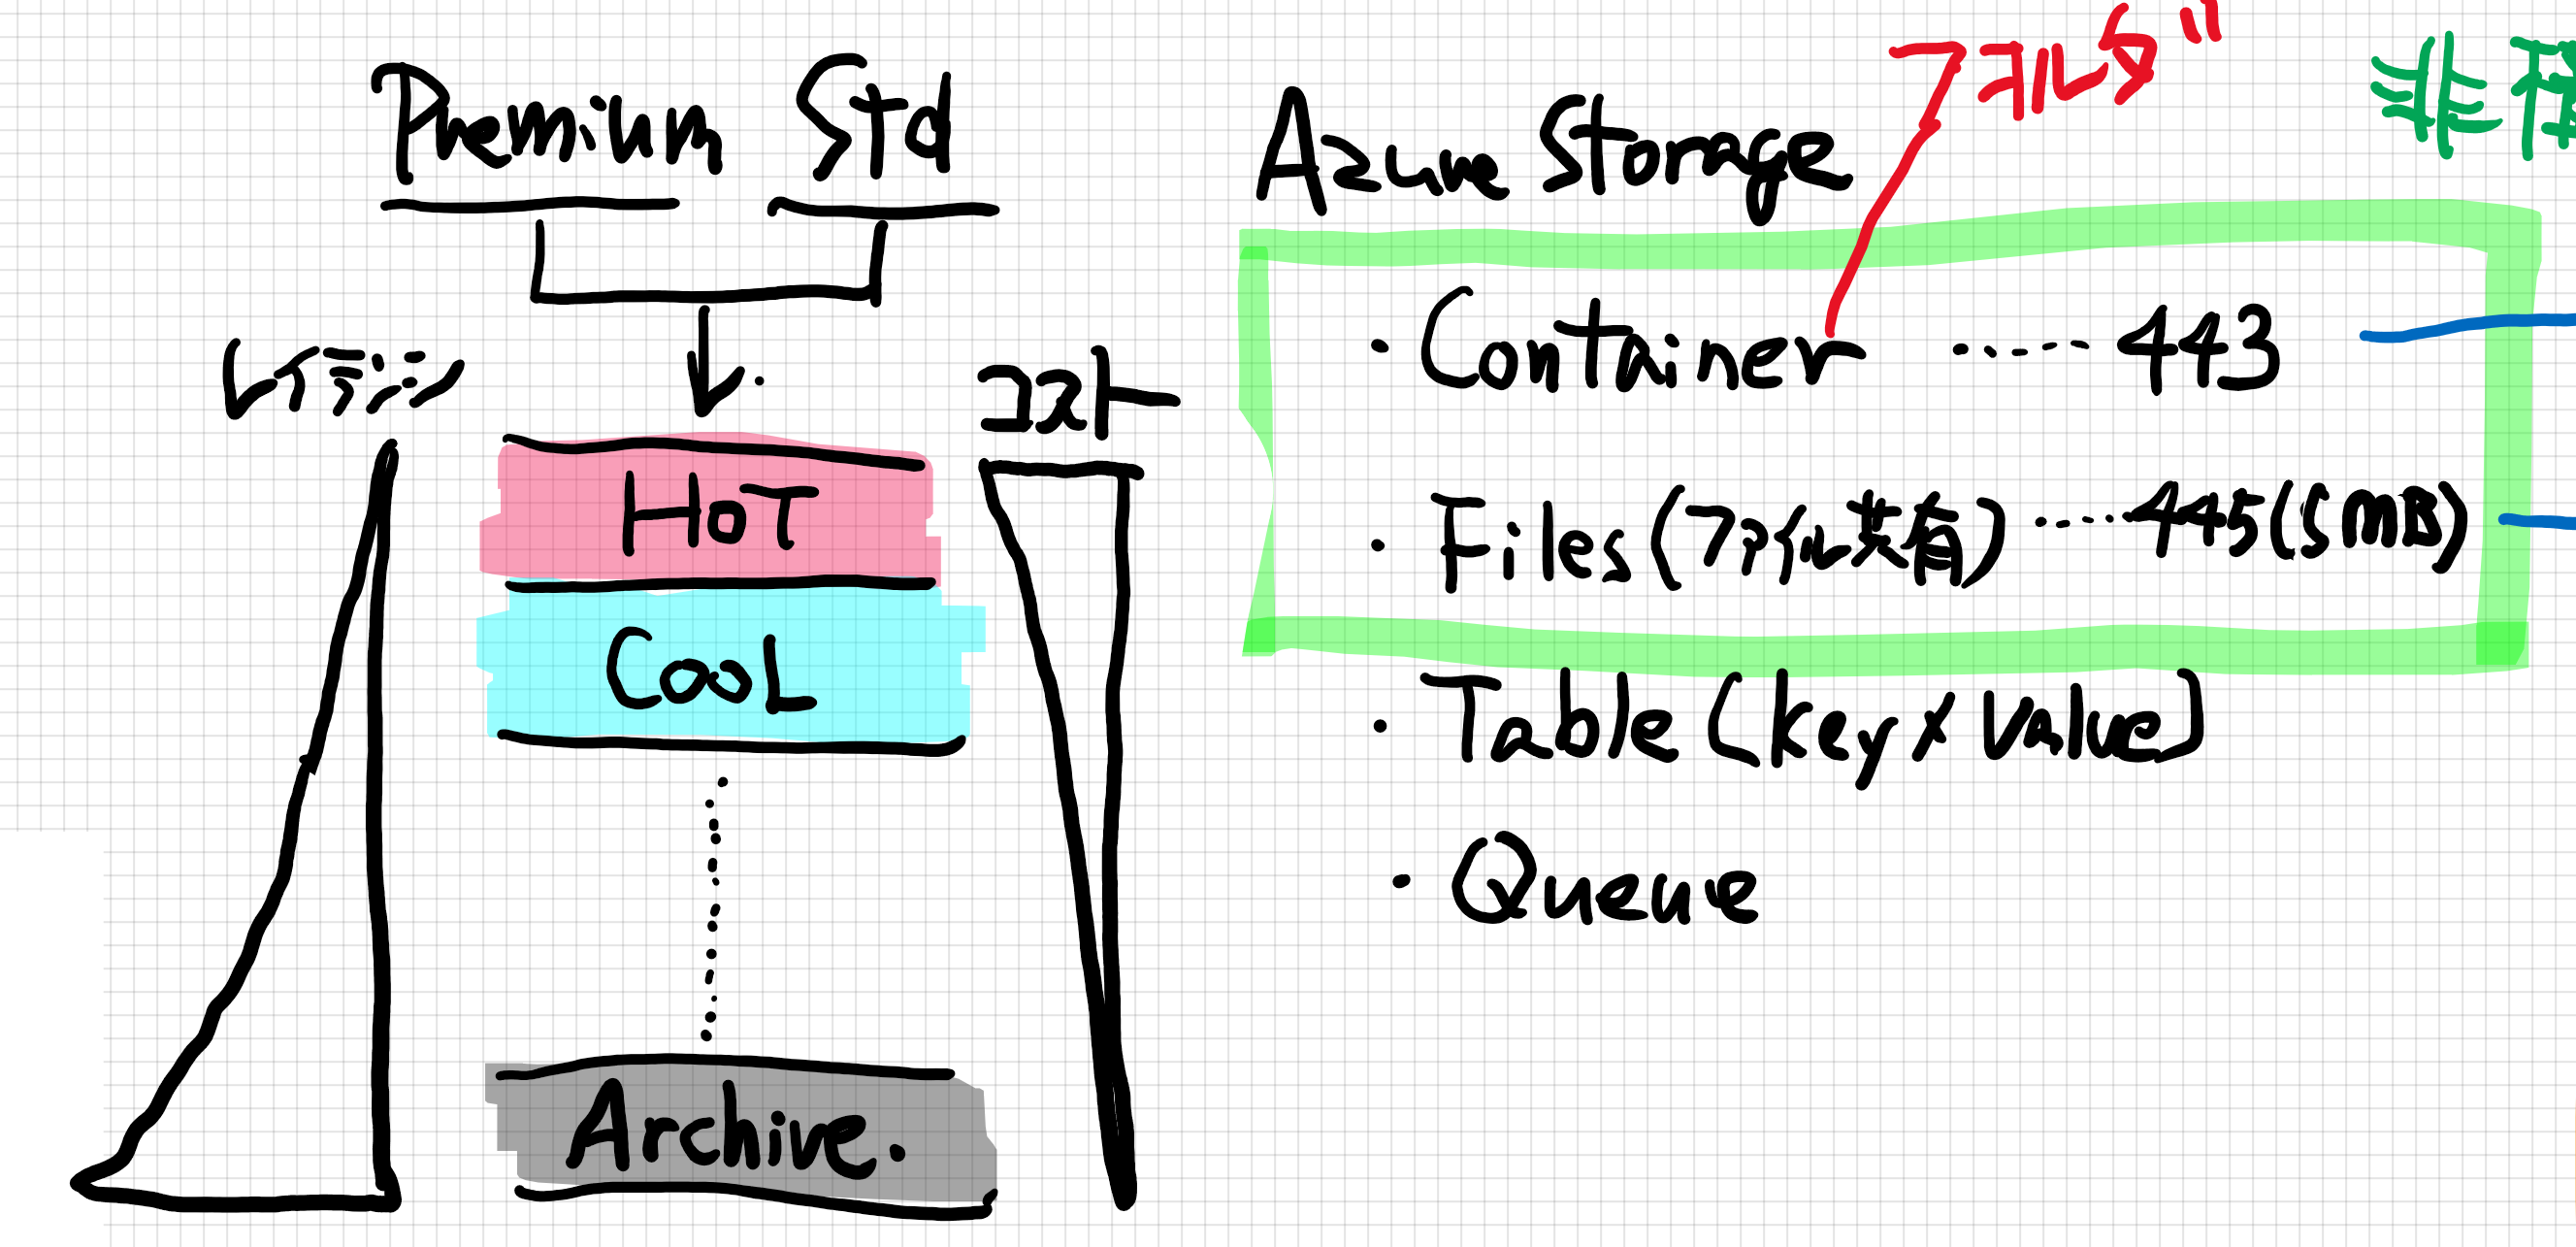 Premium Std
レイテンシ
コスト
HOT
COOL
Archive.
Azure Storage
フォルダ"
非
・Container ・・・・・ 443
・Files (ファイル共有) ・・・・・ 445 (SMB)
・Table (key × Value)
・Queue